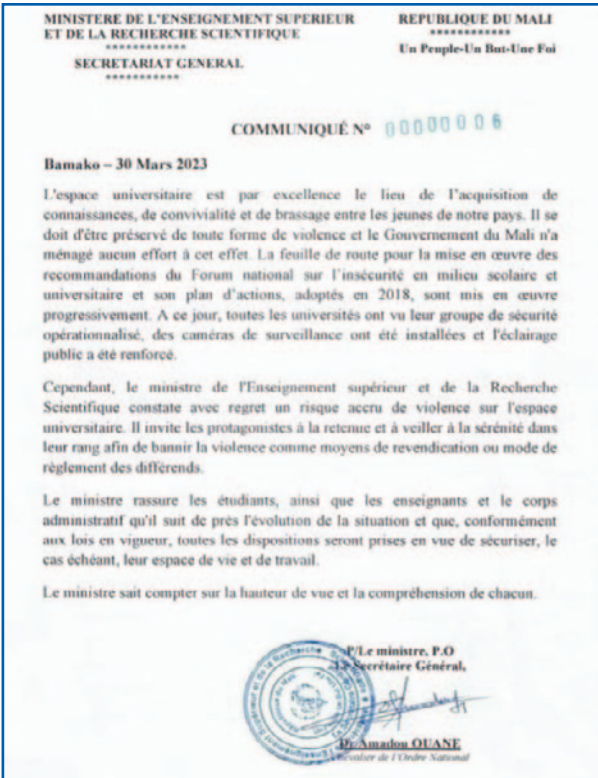 MINISTERE DE L'ENSEIGNEMENT SUPERIEUR
ET DE LA RECHERCHE SCIENTIFIQUE
************
SECRETARIAT GENERAL
***********
REPUBLIQUE DU MALI
************
Un Peuple-Un But-Une Foi
COMMUNIQUÉ N° 00000006
Bamako – 30 Mars 2023
L'espace universitaire est par excellence le lieu de l'acquisition de
connaissances, de convivialité et de brassage entre les jeunes de notre pays. Il se
doit d'être préservé de toute forme de violence et le Gouvernement du Mali n'a
ménagé aucun effort à cet effet. La feuille de route pour la mise en œuvre des
recommandations du Forum national sur l'insécurité en milieu scolaire et
universitaire et son plan d'actions, adoptés en 2018, sont mis en œuvre
progressivement. A ce jour, toutes les universités ont vu leur groupe de sécurité
opérationnalisé, des caméras de surveillance ont été installées et l'éclairage
public a été renforcé.
Cependant, le ministre de l'Enseignement supérieur et de la Recherche
Scientifique constate avec regret un risque accru de violence sur l'espace
universitaire. Il invite les protagonistes à la retenue et à veiller à la sérénité dans
leur rang afin de bannir la violence comme moyens de revendication ou mode de
règlement des différends.
Le ministre rassure les étudiants, ainsi que les enseignants et le corps
administratif qu'il suit de près l'évolution de la situation et que, conformément
aux lois en vigueur, toutes les dispositions seront prises en vue de sécuriser, le
cas échéant, leur espace de vie et de travail.
Le ministre sait compter sur la hauteur de vue et la compréhension de chacun.
P/Le ministre, P.O
Le Secrétaire Général,
Dr Amadou OUANE
Chevalier de l'Ordre National